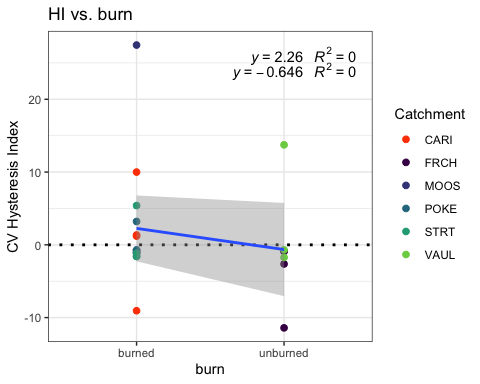 HI vs. burn
y = 2.26 R² = 0
y = − 0.646 R² = 0
20
10
0
-10
CV Hysteresis Index
burned unburned
burn
Catchment
CARI
FRCH
MOOS
POKE
STRT
VAUL